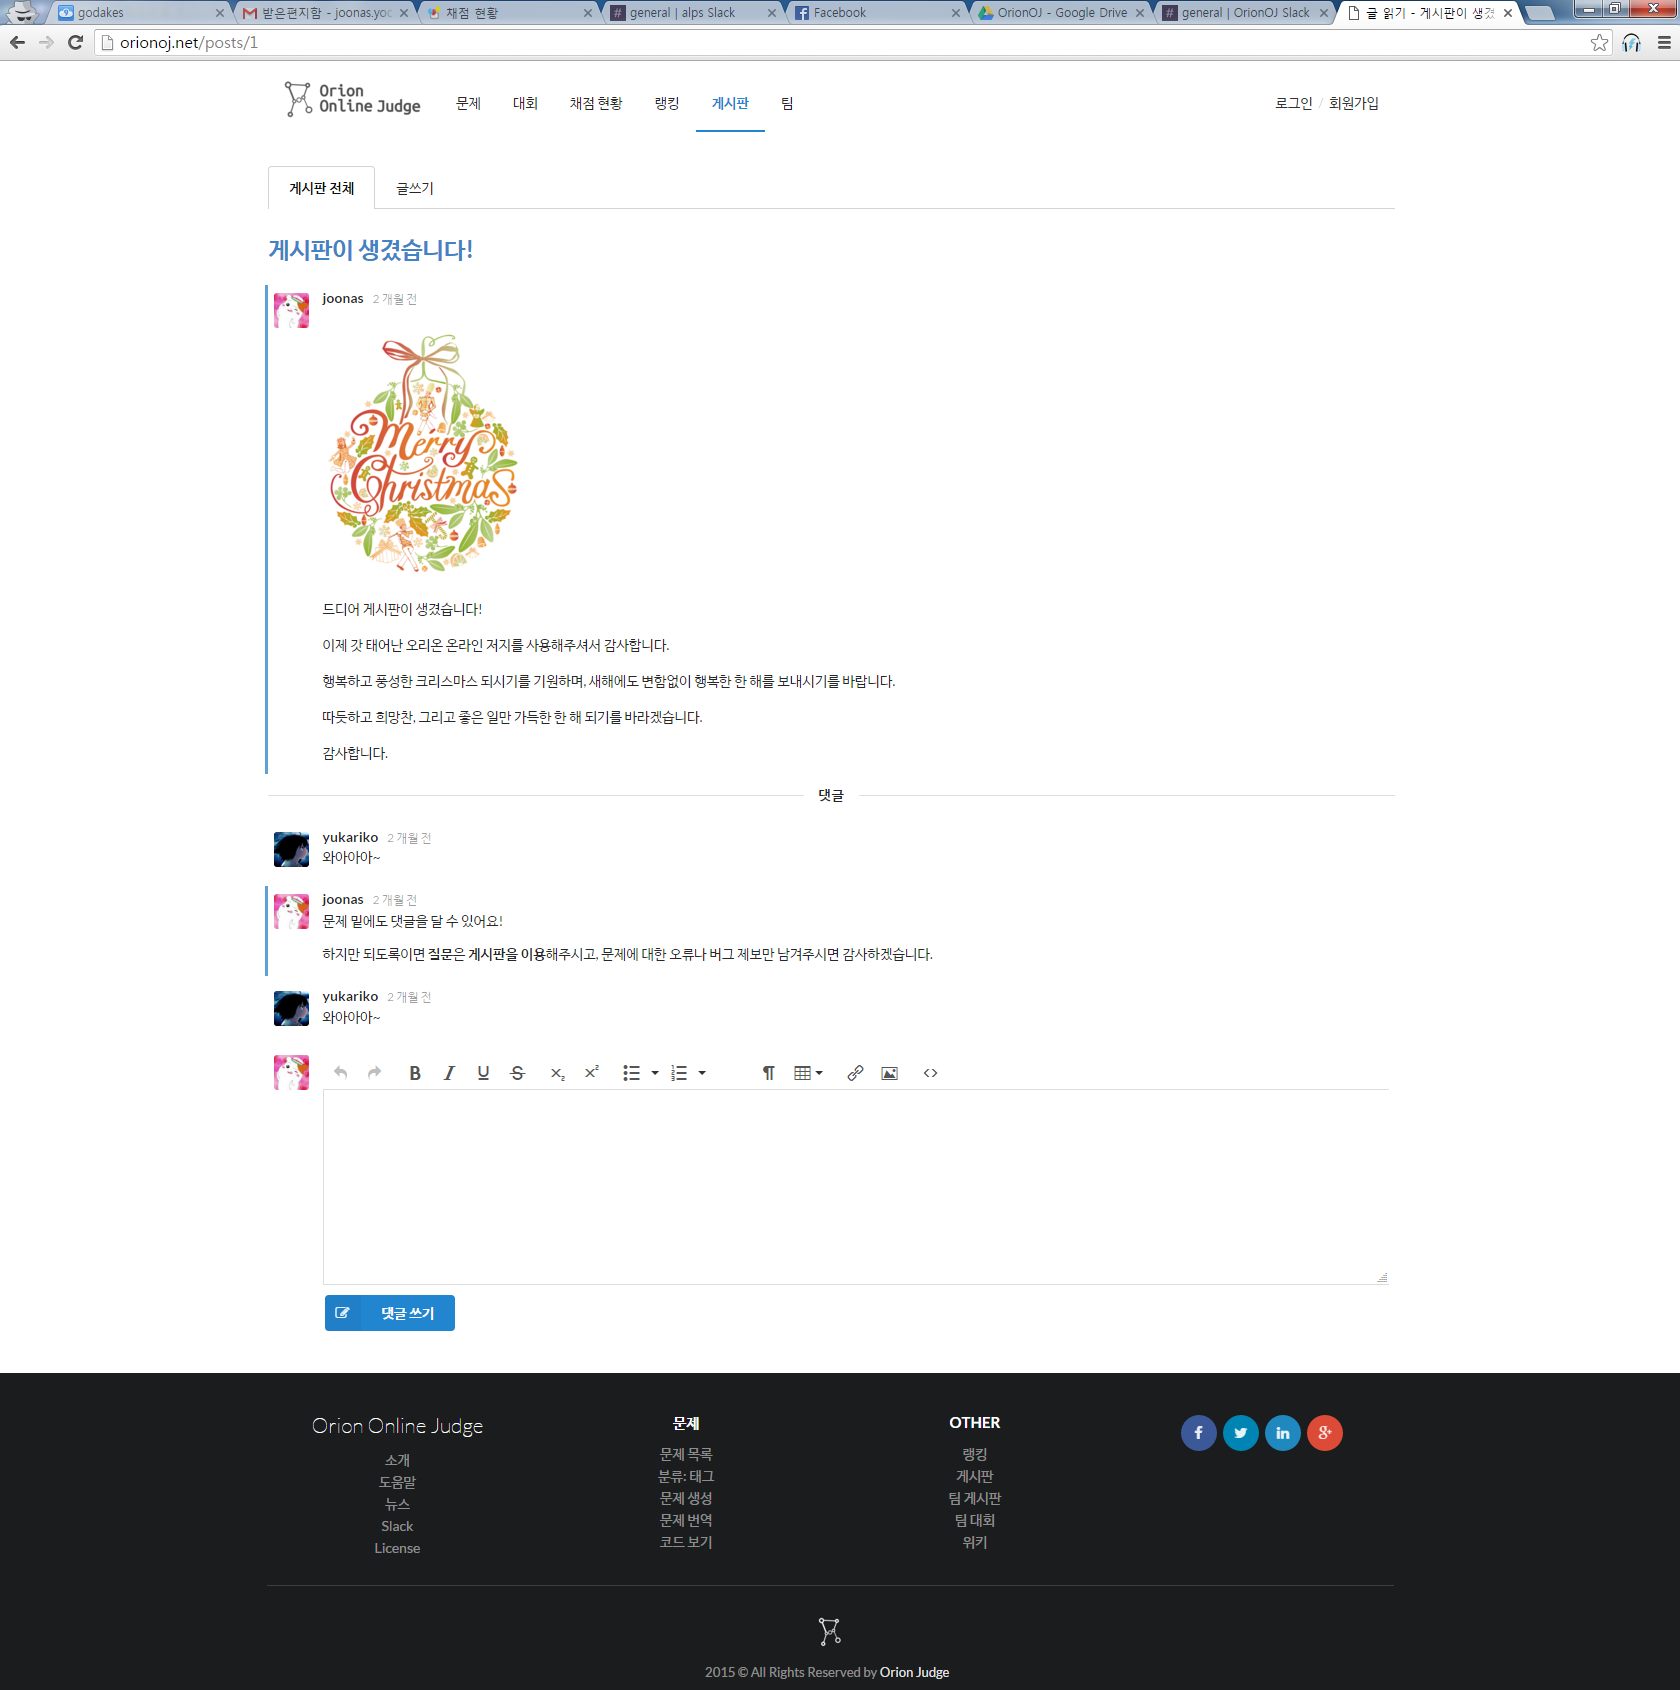 godakes
받은편지함 - joonas.yoc
채점 현황
general | alps Slack
Facebook
OrionOJ - Google Drive
general | OrionOJ Slack
글 읽기 - 게시판이 생겼
orionoj.net/posts/1
Orion
Online Judge
문제
대회
채점 현황
랭킹
게시판
팀
로그인 / 회원가입
게시판 전체
글쓰기
게시판이 생겼습니다!
joonas 2 개월 전
Merry
Christmas
드디어 게시판이 생겼습니다!
이제 갓 태어난 오리온 온라인 저지를 사용해주셔서 감사합니다.
행복하고 풍성한 크리스마스 되시기를 기원하며, 새해에도 변함없이 행복한 한 해를 보내시기를 바랍니다.
따듯하고 희망찬, 그리고 좋은 일만 가득한 한 해 되기를 바라겠습니다.
감사합니다.
댓글
yukariko 2 개월 전
와아아아~
joonas 2 개월 전
문제 밑에도 댓글을 달 수 있어요!
하지만 되도록이면 질문은 게시판을 이용해주시고, 문제에 대한 오류나 버그 제보만 남겨주시면 감사하겠습니다.
yukariko 2 개월 전
와아아아~
댓글 쓰기
Orion Online Judge
소개
도움말
뉴스
Slack
License
문제
문제 목록
분류: 태그
문제 생성
문제 번역
코드 보기
OTHER
랭킹
게시판
팀 게시판
팀 대회
위키
2015 © All Rights Reserved by Orion Judge